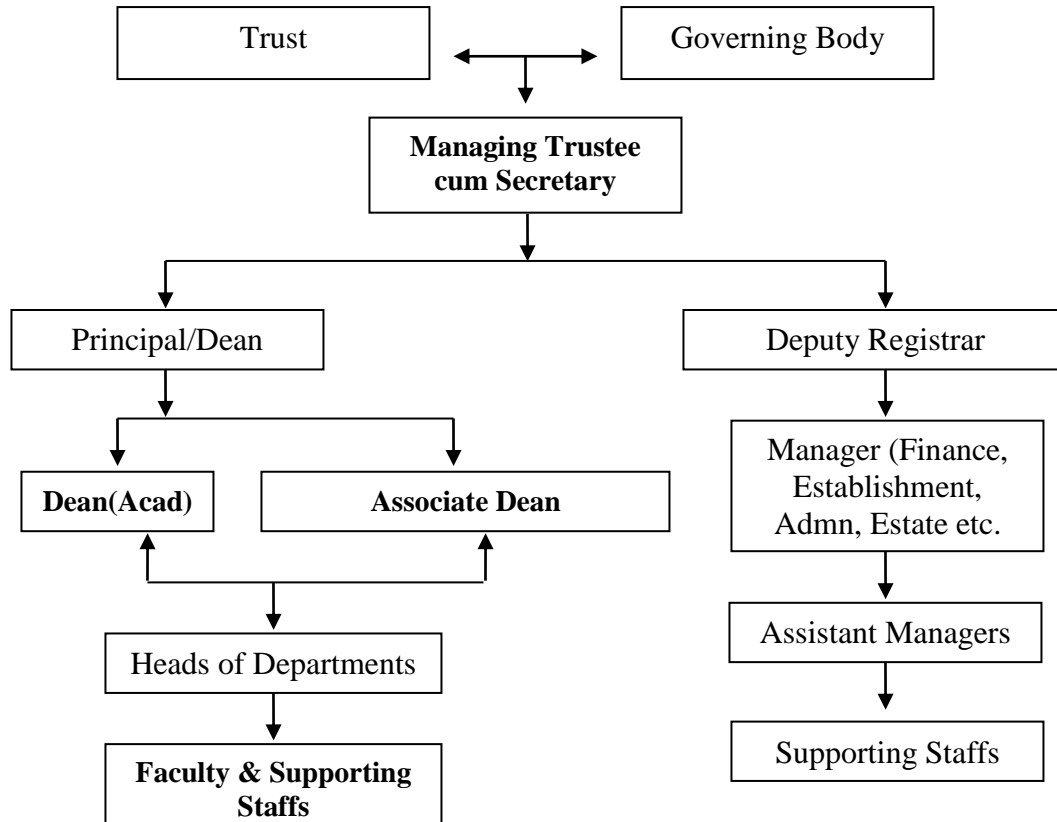 Trust
Governing Body
Managing Trustee
cum Secretary
Principal/Dean
Deputy Registrar
Dean(Acad)
Associate Dean
Manager (Finance,
Establishment,
Admn, Estate etc.
Heads of Departments
Assistant Managers
Faculty & Supporting
Staffs
Supporting Staffs